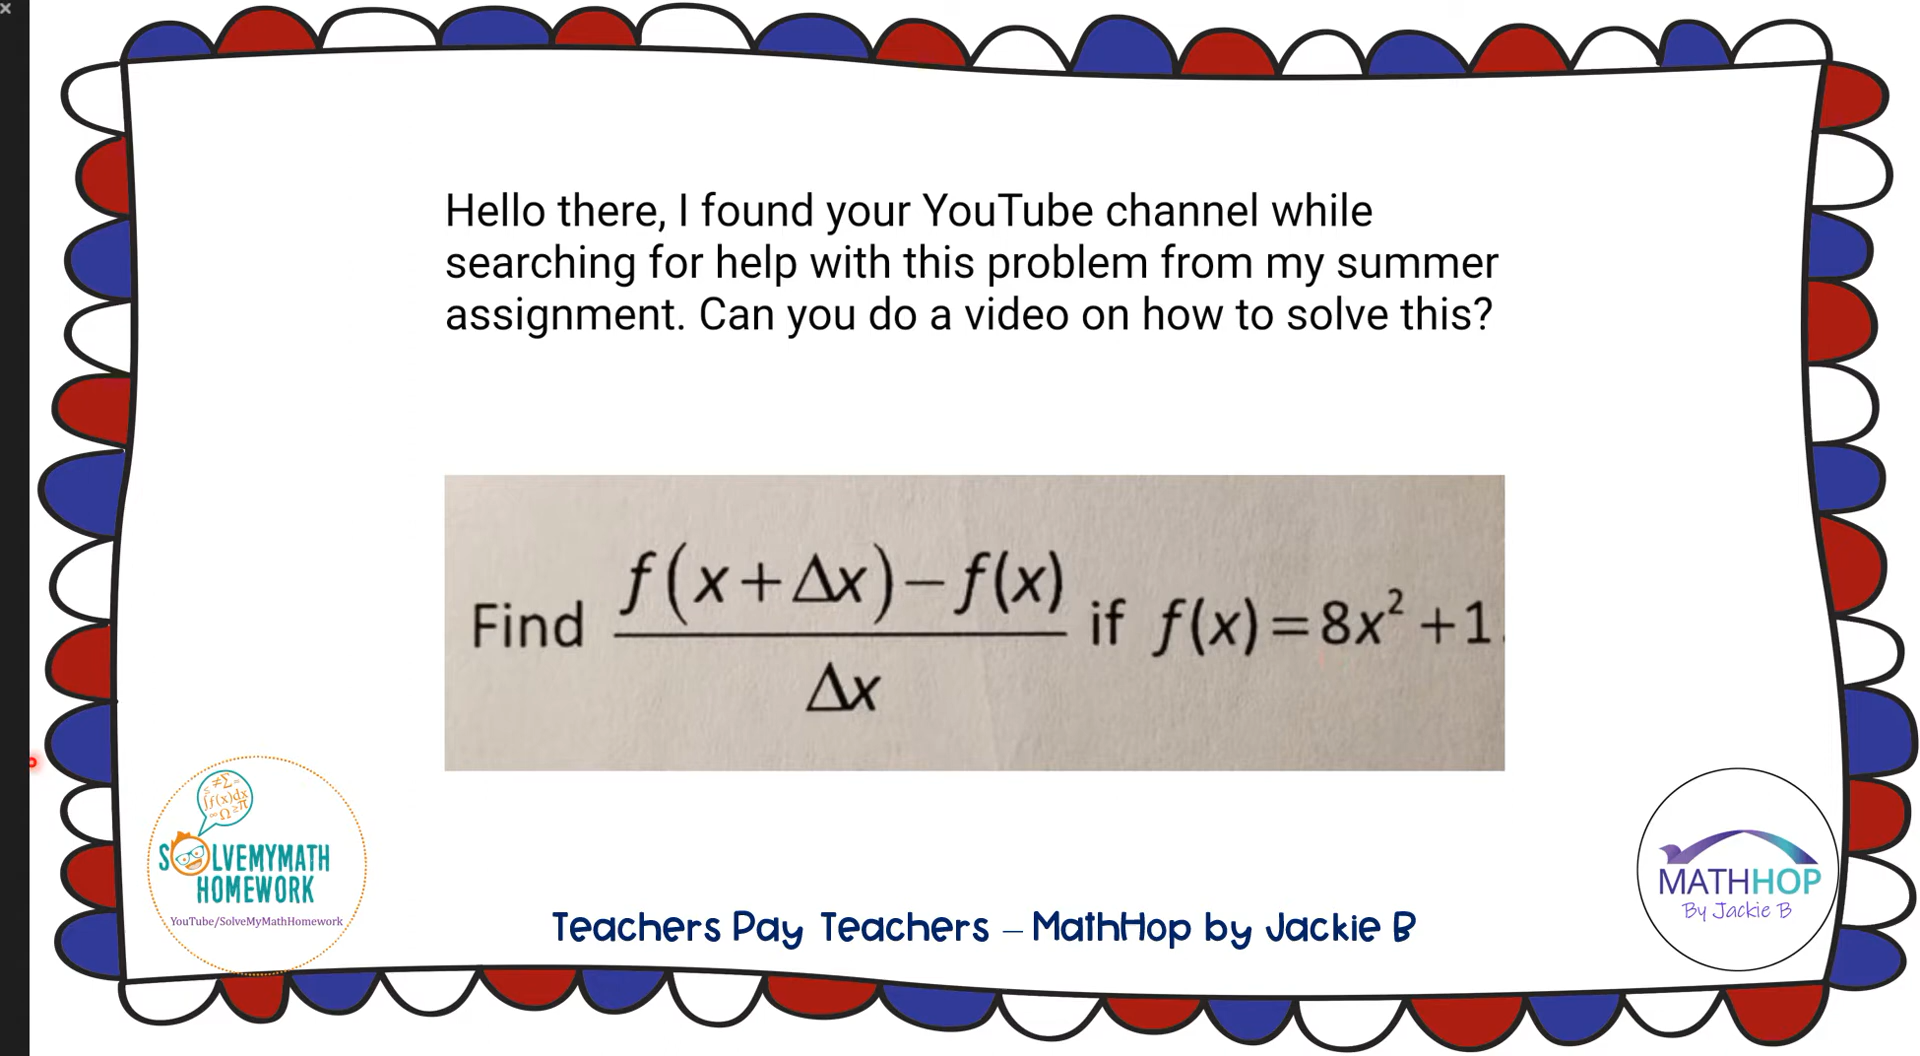 Hello there, I found your YouTube channel while
searching for help with this problem from my summer
assignment. Can you do a video on how to solve this?
Find f(x+Δx)−f(x) / Δx if f(x)=8x²+1.
SOLVEMYMATH
HOMEWORK
YouTube/SolveMyMathHomework
Teachers Pay Teachers – MathHop by Jackie B
MATHHOP
By Jackie B